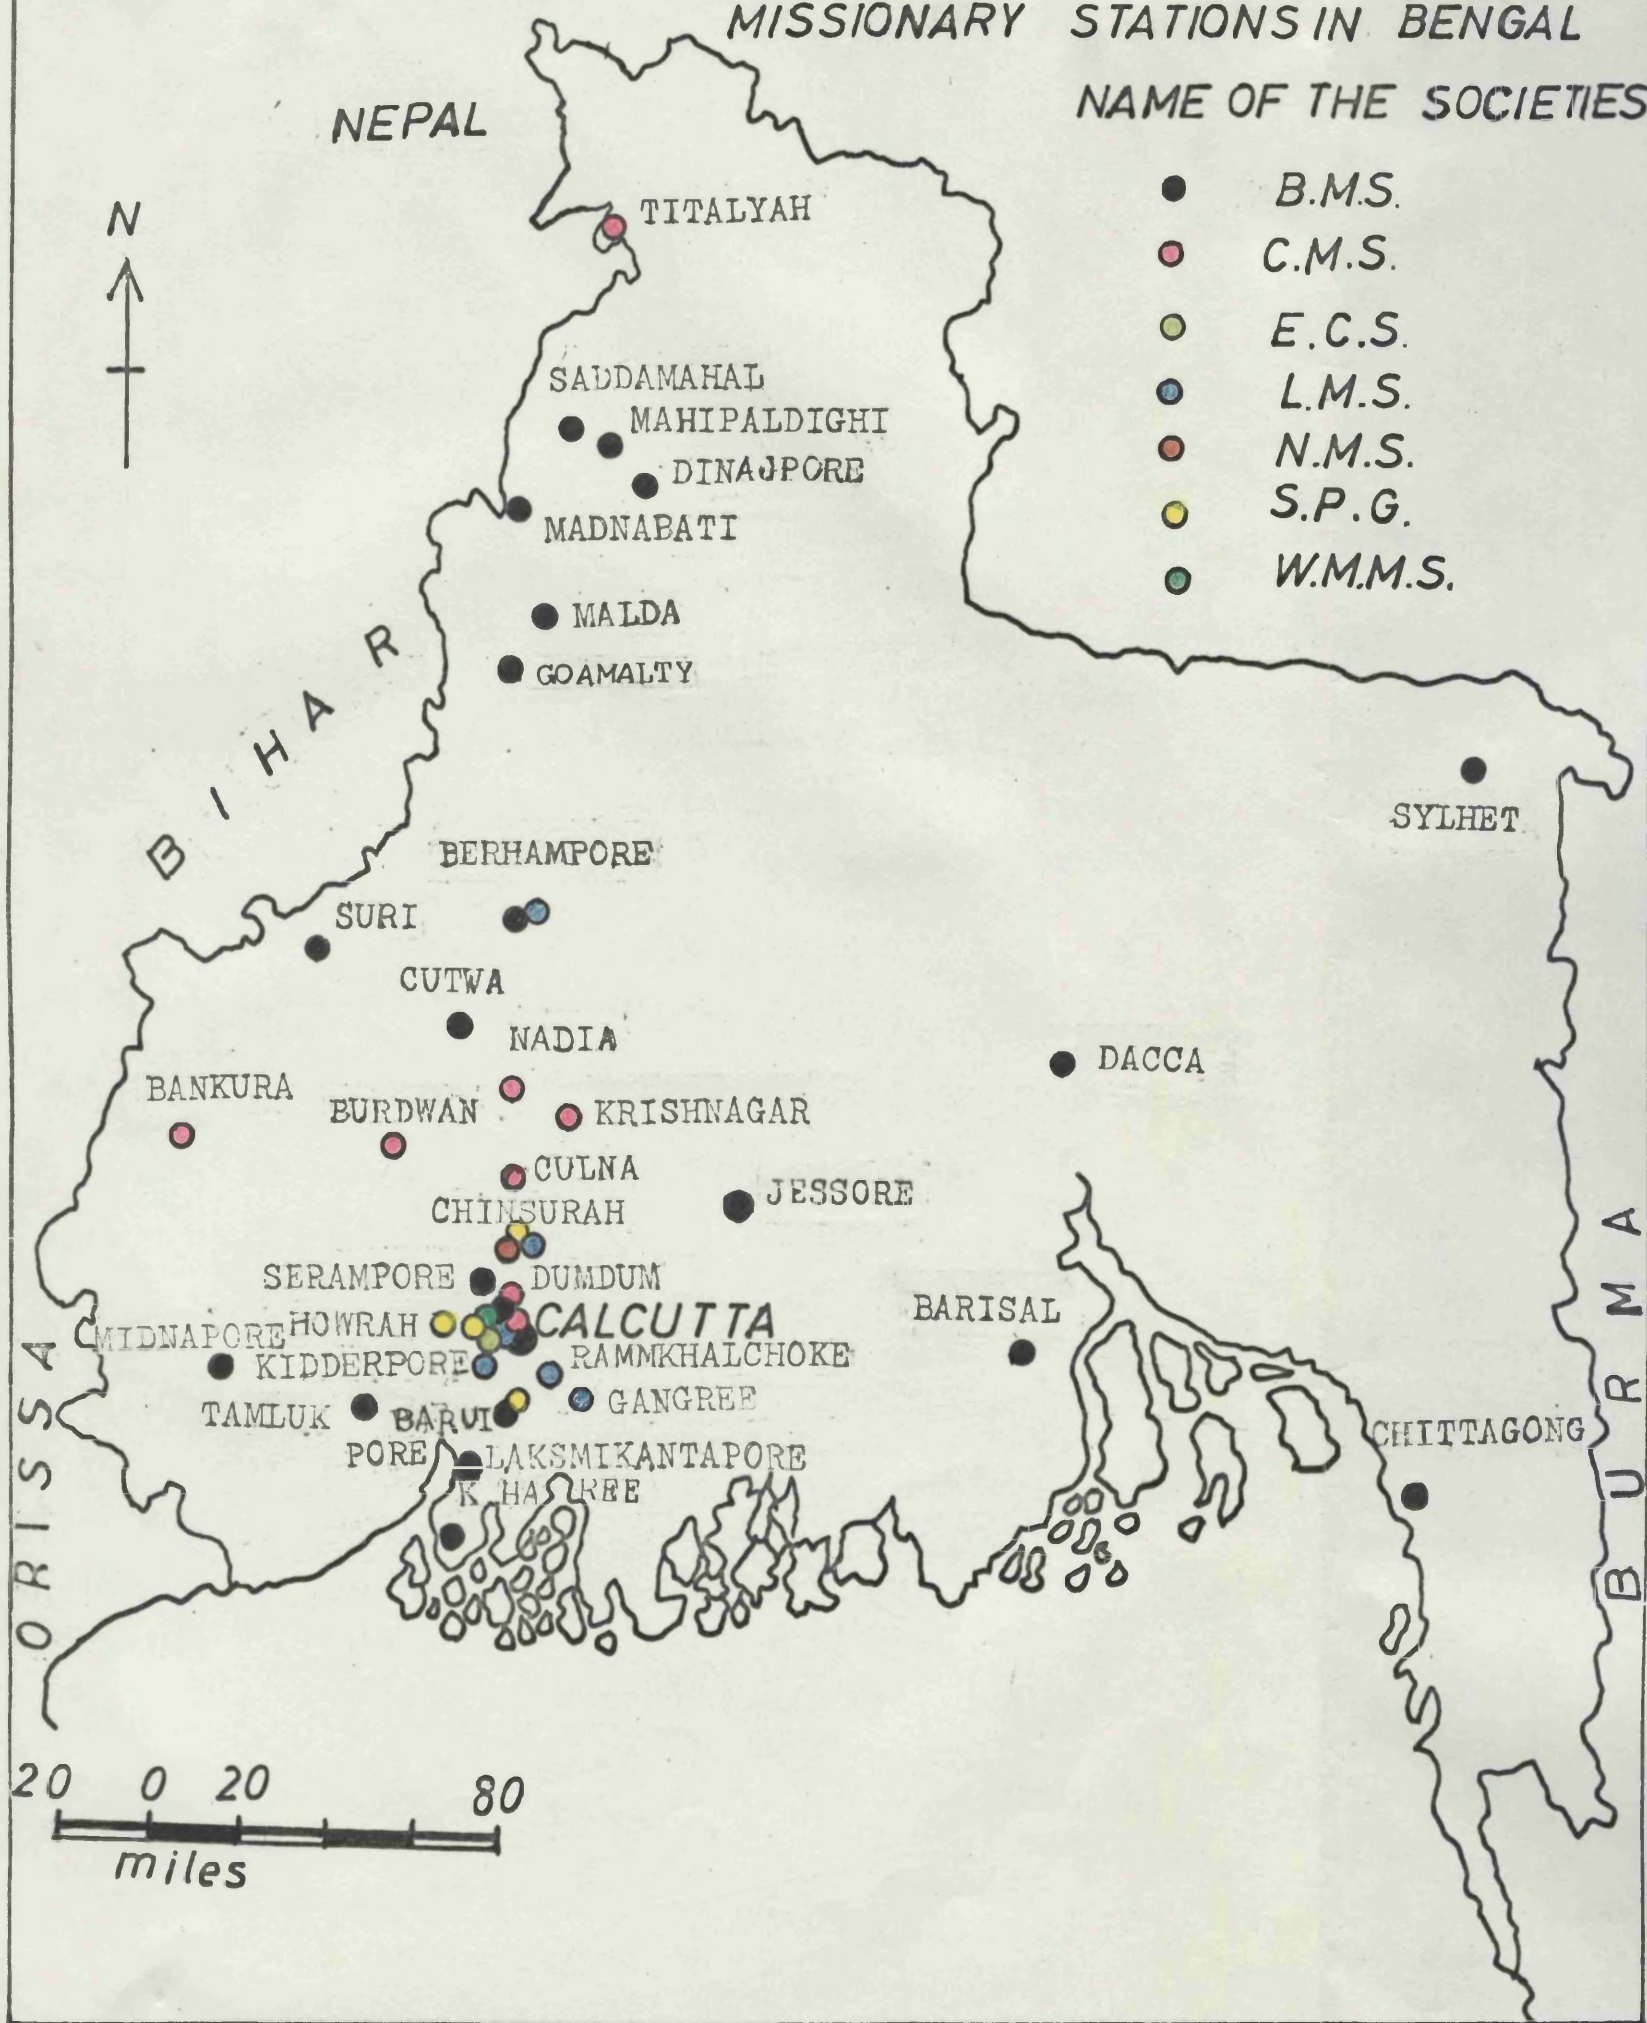 MISSIONARY STATIONS IN BENGAL
NAME OF THE SOCIETIES
B.M.S.
C.M.S.
E.C.S.
L.M.S.
N.M.S.
S.P.G.
W.M.M.S.
NEPAL
N
TITALYAH
SADDAMAHAL
MAHIPALDIGHI
DINAJPORE
MADNABATI
MALDA
GOAMALTY
BIHAR
SYLHET
BERHAMPORE
SURI
CUTWA
NADIA
DACCA
BANKURA
BURDWAN
KRISHNAGAR
CULNA
JESSORE
CHINSURAH
SERAMPORE
DUMDUM
BARISAL
HOWRAH
CALCUTTA
MIDNAPORE
KIDDERPORE
RAMMKHALCHOKE
GANGREE
TAMLUK
BARUI
PORE
LAKSMIKANTAPORE
CHITTAGONG
ORISSA
BURMA
20 0 20 80
miles